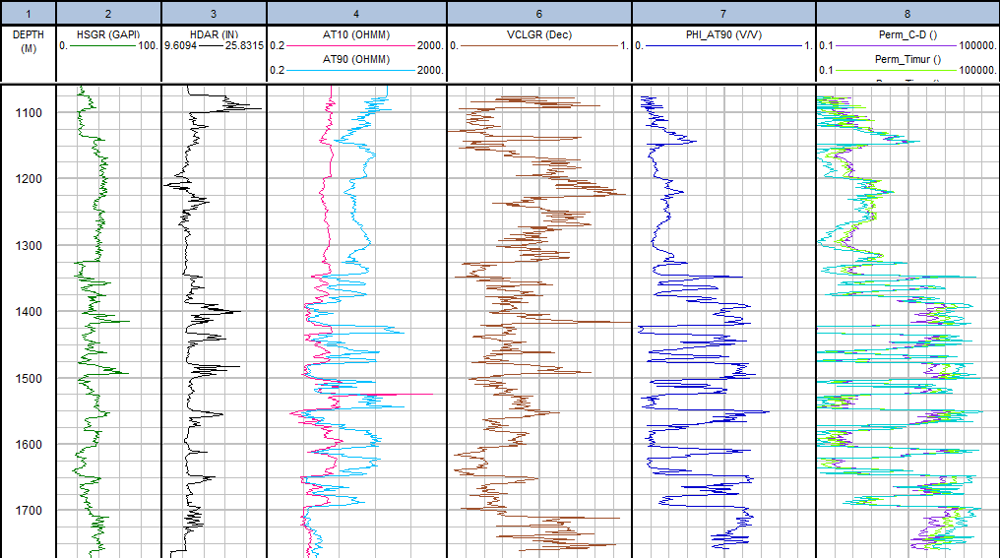 1 2 3 4 6 7 8
DEPTH HSGR (GAPI) HDAR (IN) AT10 (OHMM) VCLGR (Dec) PHI_AT90 (V/V) Perm_C-D ()
(M) 0. 100. 9.6094 25.8315 0.2 2000. 0. 1. 0. 1. 0.1 100000.
AT90 (OHMM) Perm_Timur ()
0.2 2000. 0.1 100000.
1100
1200
1300
1400
1500
1600
1700